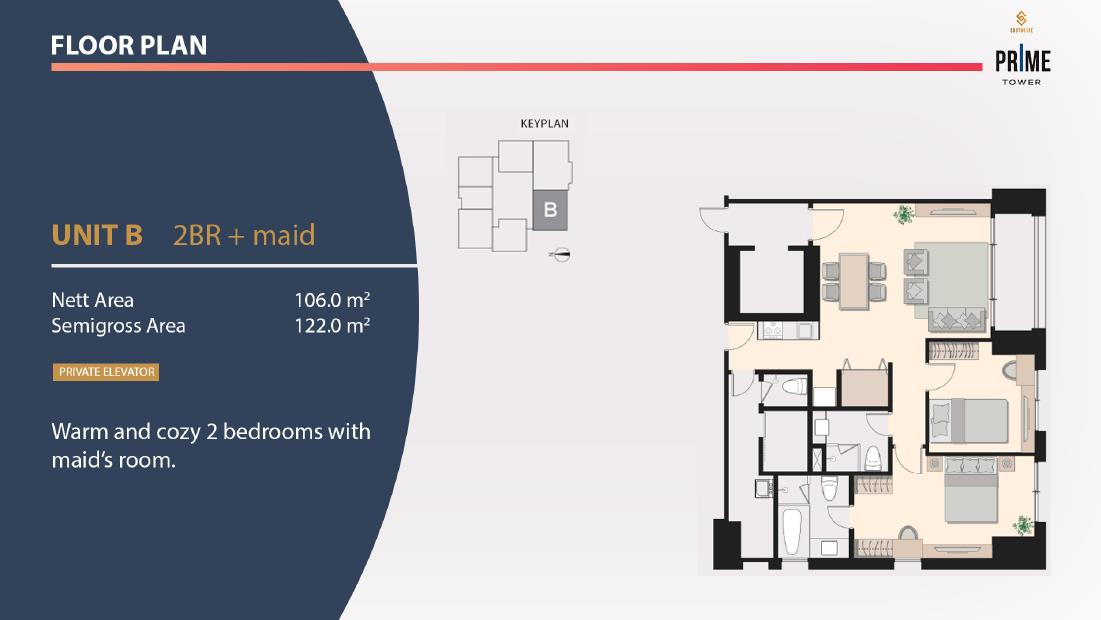 FLOOR PLAN
SOUTHGATE
PRIME
TOWER
KEYPLAN
B
N
UNIT B 2BR + maid
Nett Area 106.0 m²
Semigross Area 122.0 m²
PRIVATE ELEVATOR
Warm and cozy 2 bedrooms with
maid's room.